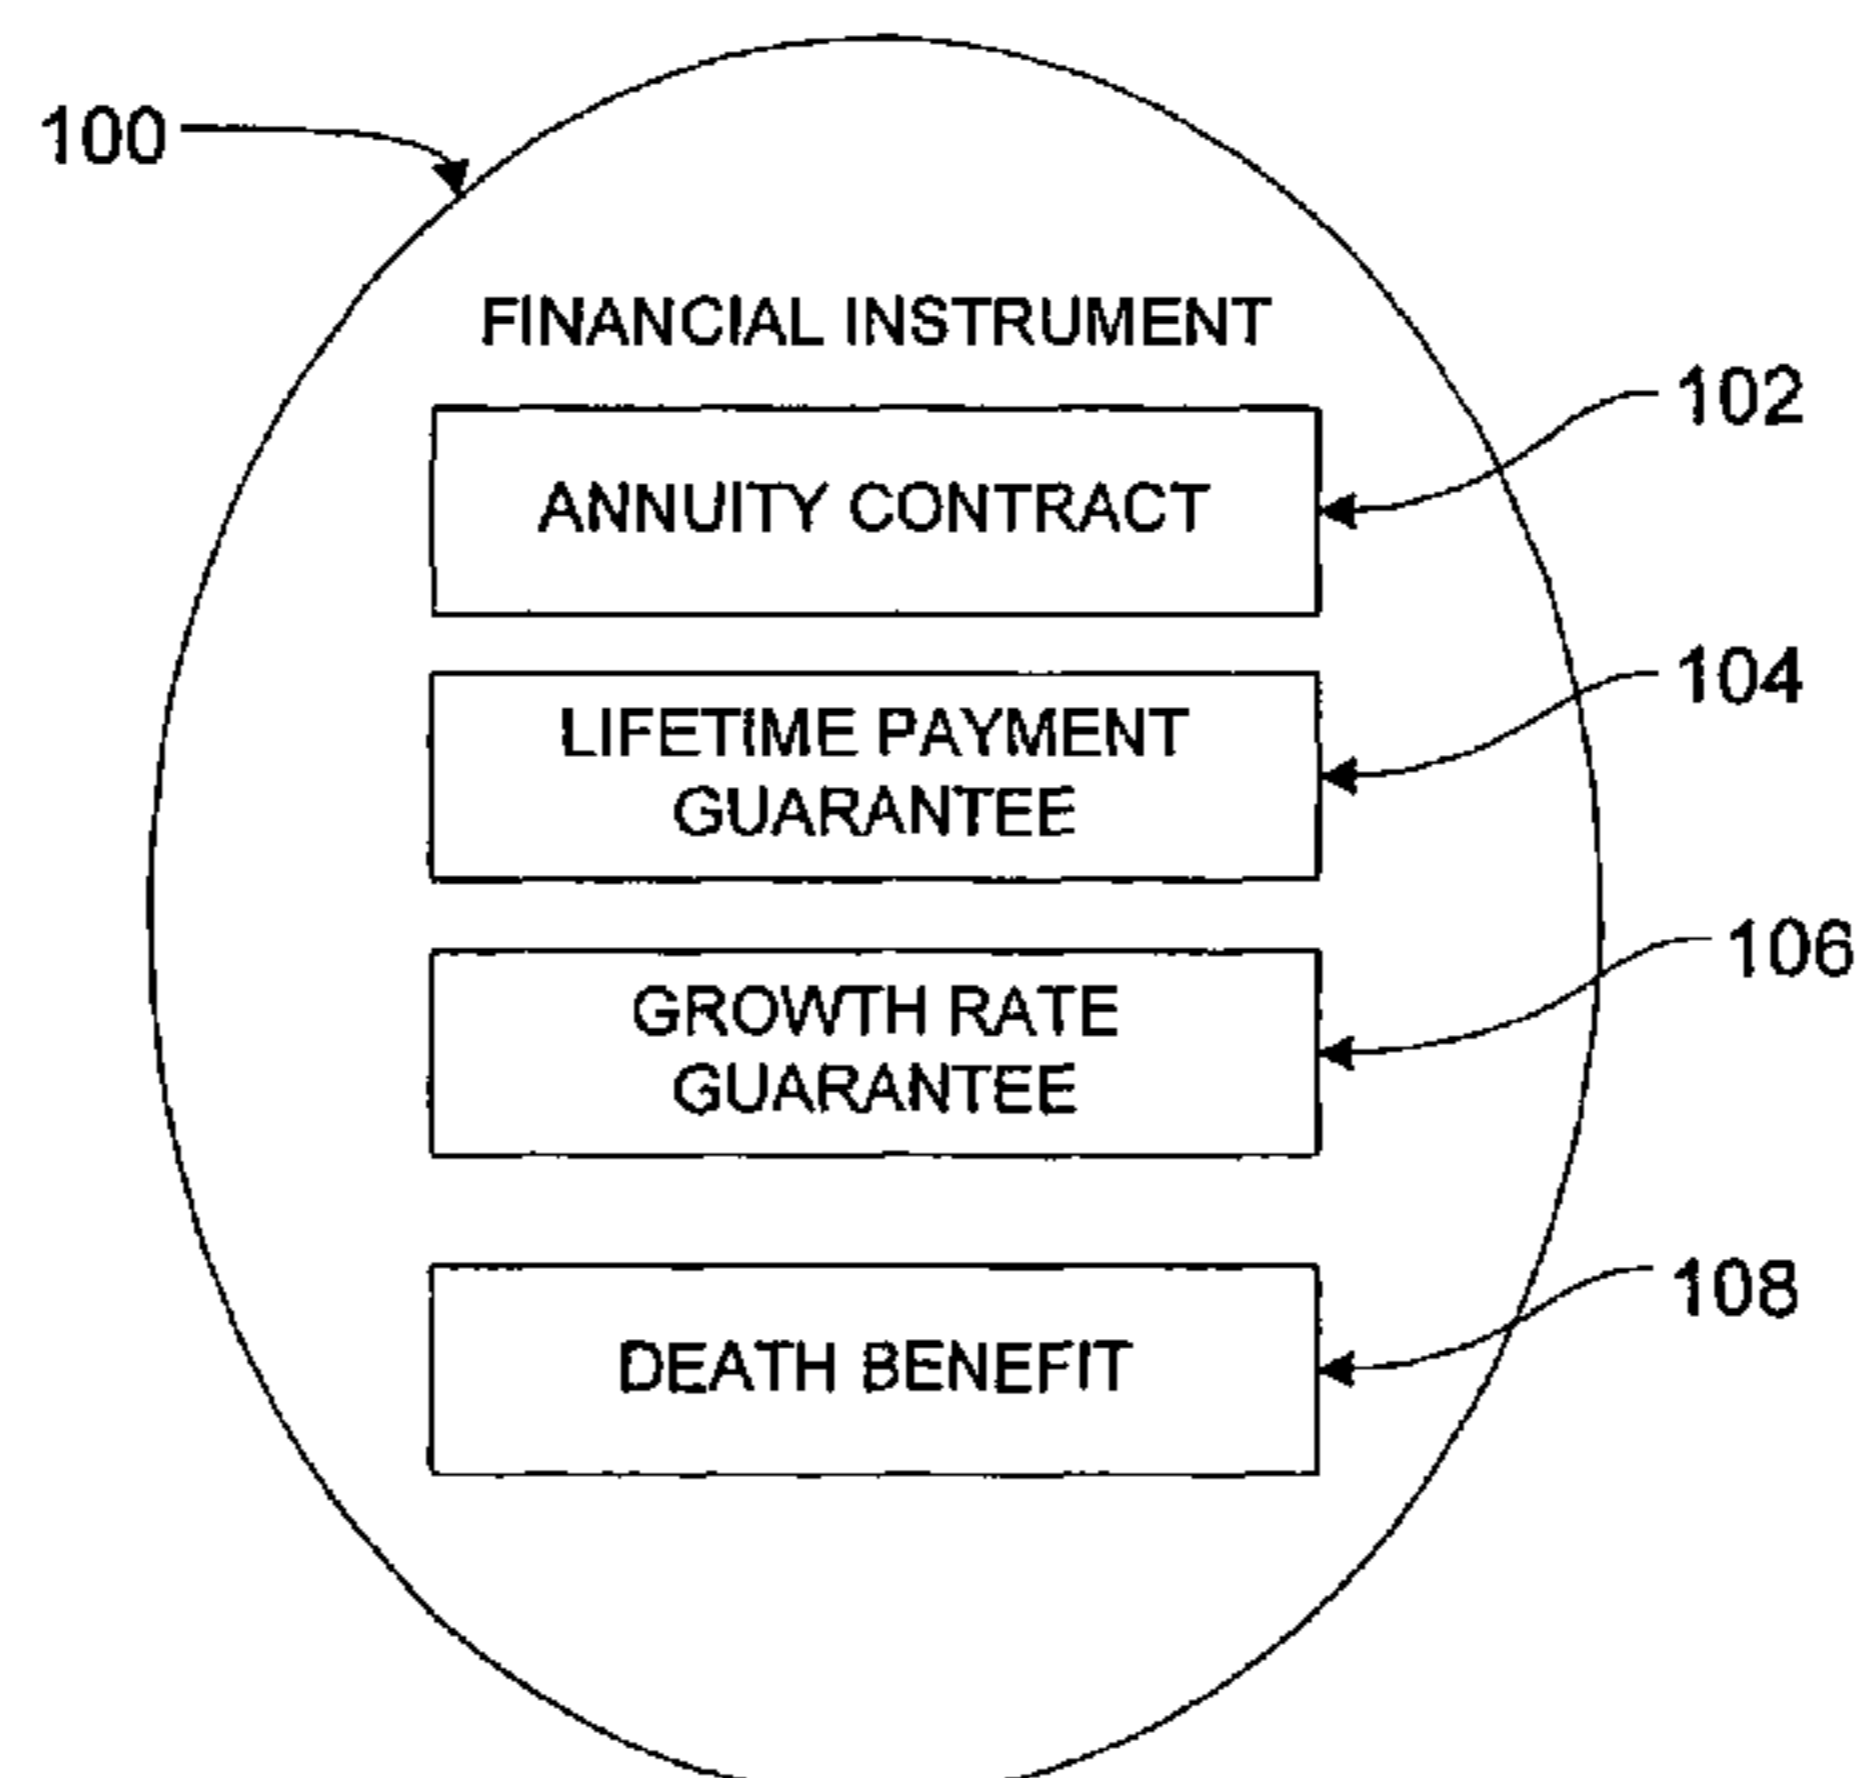 100
FINANCIAL INSTRUMENT
102
ANNUITY CONTRACT
104
LIFETIME PAYMENT
GUARANTEE
106
GROWTH RATE
GUARANTEE
108
DEATH BENEFIT